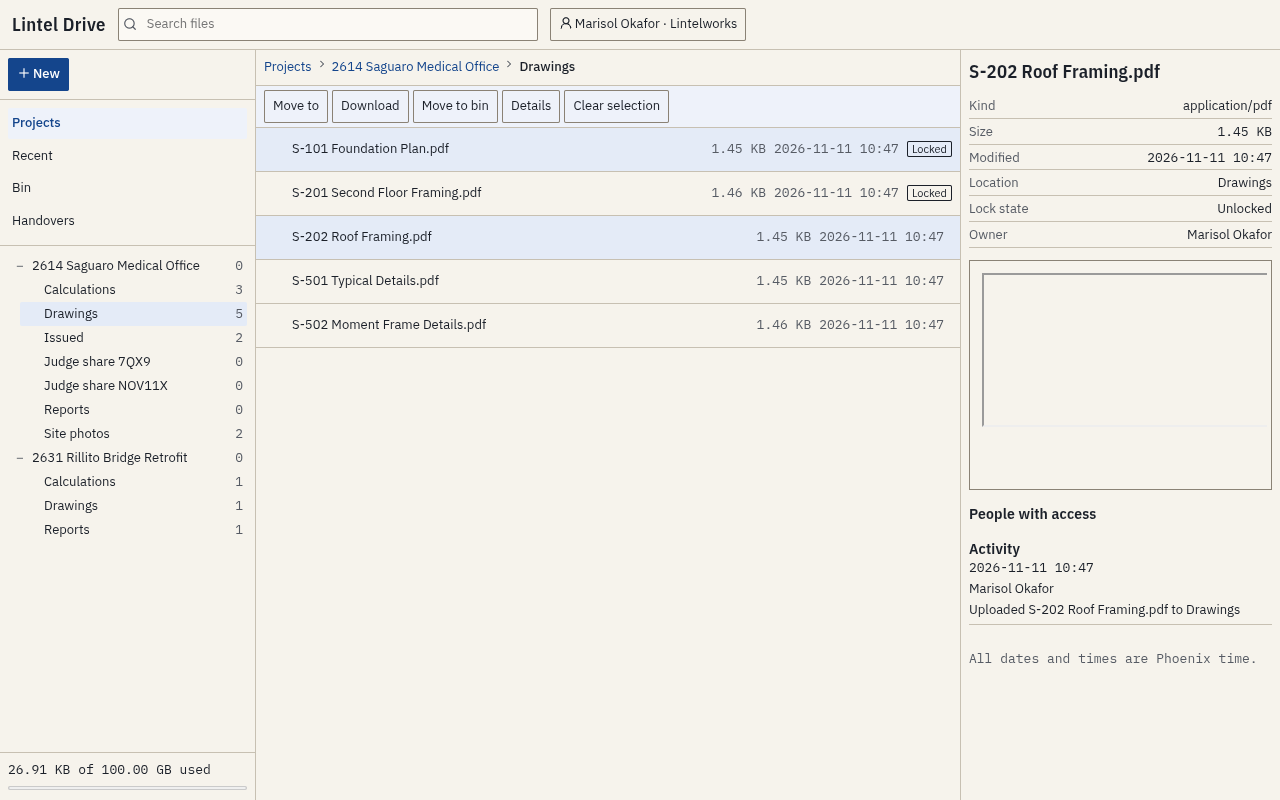 Lintel Drive
Search files
Marisol Okafor · Lintelworks
New
Projects
Recent
Bin
Handovers
2614 Saguaro Medical Office 0
Calculations 3
Drawings 5
Issued 2
Judge share 7QX9 0
Judge share NOV11X 0
Reports 0
Site photos 2
2631 Rillito Bridge Retrofit 0
Calculations 1
Drawings 1
Reports 1
26.91 KB of 100.00 GB used
Projects > 2614 Saguaro Medical Office > Drawings
Move to Download Move to bin Details Clear selection
S-101 Foundation Plan.pdf 1.45 KB 2026-11-11 10:47 Locked
S-201 Second Floor Framing.pdf 1.46 KB 2026-11-11 10:47 Locked
S-202 Roof Framing.pdf 1.45 KB 2026-11-11 10:47
S-501 Typical Details.pdf 1.45 KB 2026-11-11 10:47
S-502 Moment Frame Details.pdf 1.46 KB 2026-11-11 10:47
S-202 Roof Framing.pdf
Kind application/pdf
Size 1.45 KB
Modified 2026-11-11 10:47
Location Drawings
Lock state Unlocked
Owner Marisol Okafor
People with access
Activity
2026-11-11 10:47
Marisol Okafor
Uploaded S-202 Roof Framing.pdf to Drawings
All dates and times are Phoenix time.